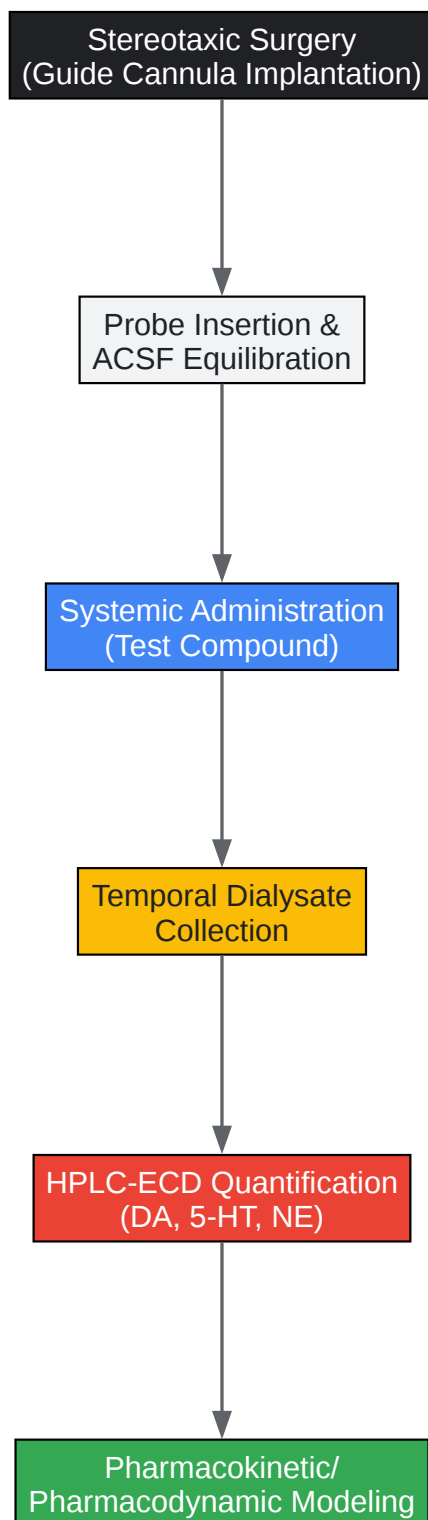 Stereotaxic Surgery
(Guide Cannula Implantation)
Probe Insertion &
ACSF Equilibration
Systemic Administration
(Test Compound)
Temporal Dialysate
Collection
HPLC-ECD Quantification
(DA, 5-HT, NE)
Pharmacokinetic/
Pharmacodynamic Modeling